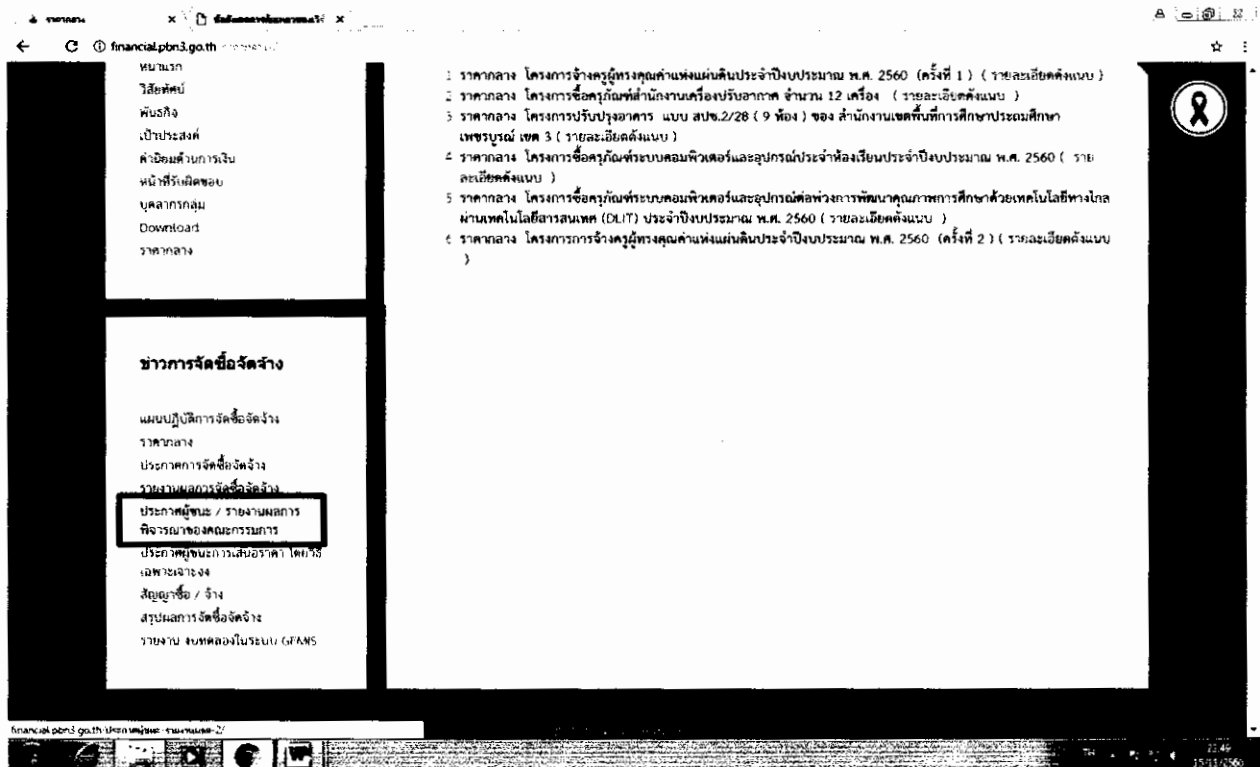 ราคากลาง
financial.pbn3.go.th
หน้าแรก
วิสัยทัศน์
พันธกิจ
เป้าประสงค์
ค่านิยมด้านการเงิน
หน้าที่รับผิดชอบ
บุคลากรกลุ่ม
Download
ราคากลาง
ข่าวการจัดซื้อจัดจ้าง
แผนปฏิบัติการจัดซื้อจัดจ้าง
ราคากลาง
ประกาศการจัดซื้อจัดจ้าง
รายงานผลการจัดซื้อจัดจ้าง
ประกาศผู้ชนะ / รายงานผลการ
พิจารณาของคณะกรรมการ
ประกาศผู้ชนะการเสนอราคา โดยวิธี
เฉพาะเจาะจง
สัญญาซื้อ / จ้าง
สรุปผลการจัดซื้อจัดจ้าง
รายงาน งบทดลองในระบบ GFMIS
1 ราคากลาง โครงการจ้างครูผู้ทรงคุณค่าแห่งแผ่นดินประจำปีงบประมาณ พ.ศ. 2560 (ครั้งที่ 1 ) ( รายละเอียดดังแนบ )
2 ราคากลาง โครงการซื้อครุภัณฑ์สำนักงานเครื่องปรับอากาศ จำนวน 12 เครื่อง ( รายละเอียดดังแนบ )
3 ราคากลาง โครงการปรับปรุงอาคาร แบบ สปช.2/28 ( 9 ห้อง ) ของ สำนักงานเขตพื้นที่การศึกษาประถมศึกษา
เพชรบูรณ์ เขต 3 ( รายละเอียดดังแนบ )
4 ราคากลาง โครงการซื้อครุภัณฑ์ระบบคอมพิวเตอร์และอุปกรณ์ประจำห้องเรียนประจำปีงบประมาณ พ.ศ. 2560 ( ราย
ละเอียดดังแนบ )
5 ราคากลาง โครงการซื้อครุภัณฑ์ระบบคอมพิวเตอร์และอุปกรณ์ต่อพ่วงการพัฒนาคุณภาพการศึกษาด้วยเทคโนโลยีทางไกล
ผ่านเทคโนโลยีสารสนเทศ (DLIT) ประจำปีงบประมาณ พ.ศ. 2560 ( รายละเอียดดังแนบ )
6 ราคากลาง โครงการการจ้างครูผู้ทรงคุณค่าแห่งแผ่นดินประจำปีงบประมาณ พ.ศ. 2560 (ครั้งที่ 2 ) ( รายละเอียดดังแนบ
)
TH
22:49
15/11/2560